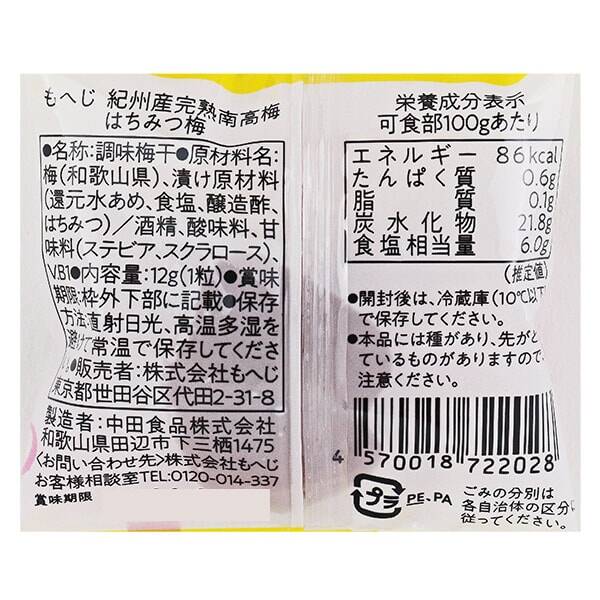 もへじ 紀州産完熟南高梅
はちみつ梅
●名称:調味梅干●原材料名:
梅(和歌山県)、漬け原材料
(還元水あめ、食塩、醸造酢、
はちみつ)/酒精、酸味料、甘
味料(ステビア、スクラロース)、
V.B1●内容量:12g(1粒)●賞味
期限:枠外下部に記載●保存
方法:直射日光、高温多湿を
避けて常温で保存してくださ
●販売者:株式会社もへじ
東京都世田谷区代田2-31-8
製造者:中田食品株式会社
和歌山県田辺市下三栖1475
〈お問い合わせ先〉株式会社もへじ
お客様相談室TEL:0120-014-337
賞味期限
栄養成分表示
可食部100gあたり
エネルギー 86kcal
たんぱく質 0.6g
脂質 0.1g
炭水化物 21.8g
食塩相当量 6.0g
(推定値)
●開封後は、冷蔵庫(10℃以下
で保存してください。
●本品には種があり、先がと
ているものがありますので
注意ください。
4 570018 722028
プラ PE、PA
ごみの分別は
各自治体の区分
従ってください。